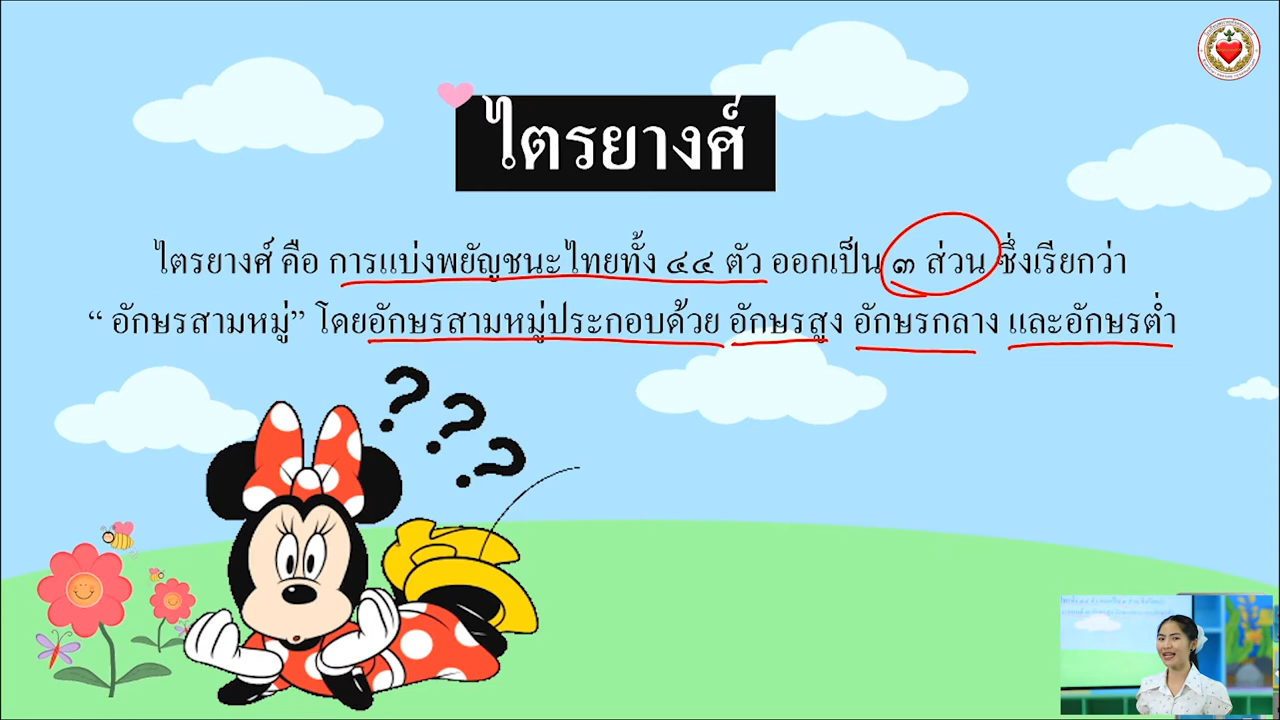 ไตรยางศ์
ไตรยางศ์ คือ การแบ่งพยัญชนะไทยทั้ง ๔๔ ตัว ออกเป็น ๓ ส่วน ซึ่งเรียกว่า
“ อักษรสามหมู่” โดยอักษรสามหมู่ประกอบด้วย อักษรสูง อักษรกลาง และอักษรต่ำ
???